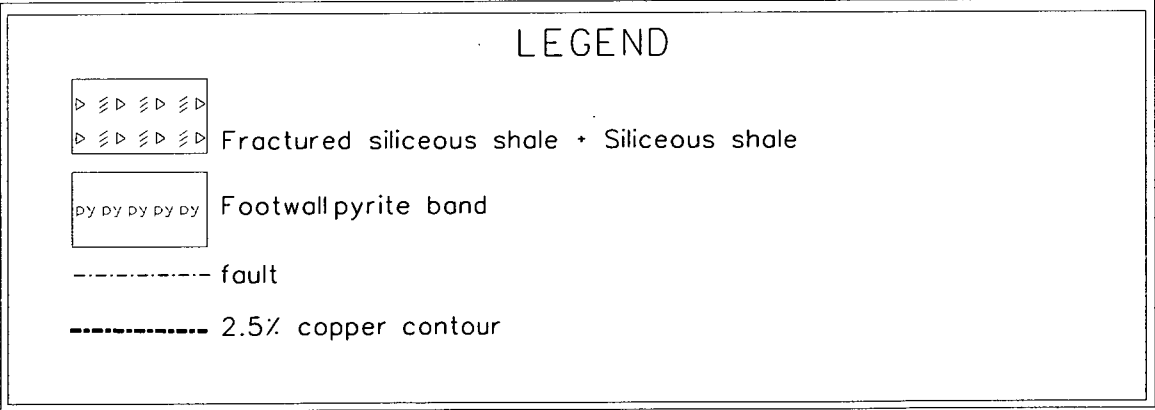 LEGEND
Fractured siliceous shale + Siliceous shale
py py py py py Footwall pyrite band
fault
2.5% copper contour